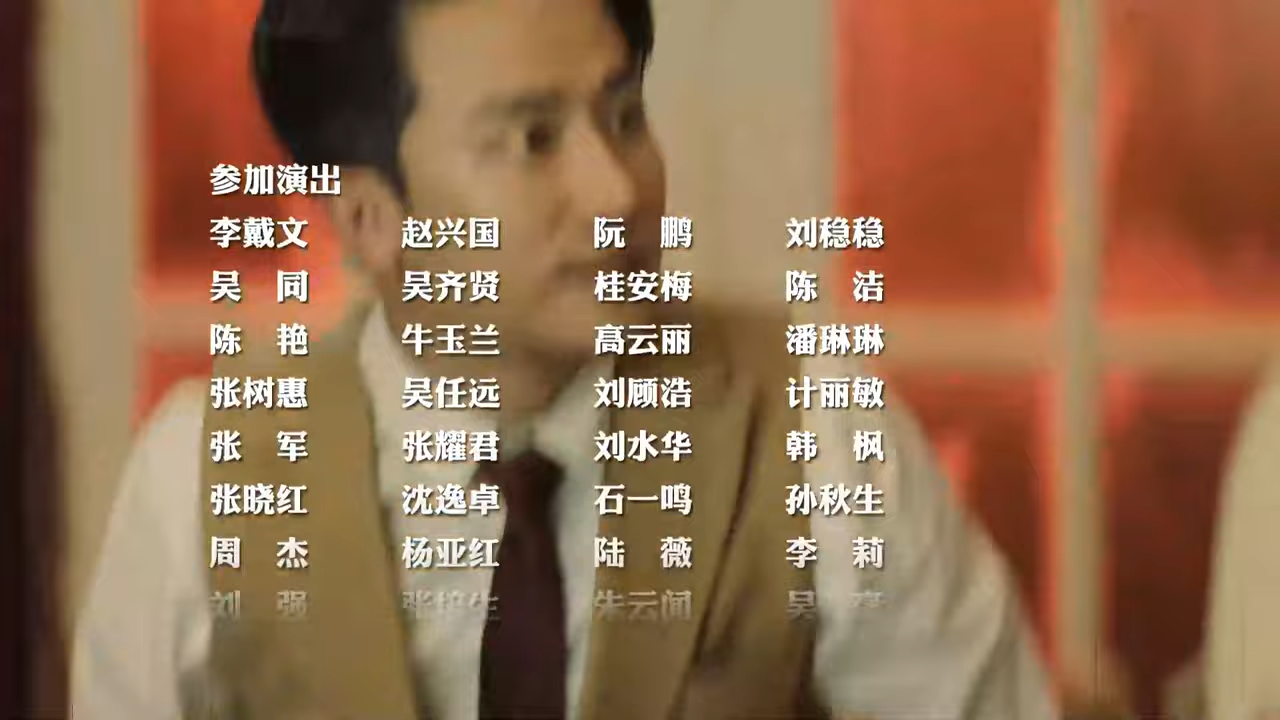 参加演出
李戴文 赵兴国 阮 鹏 刘稳稳
吴 同 吴齐贤 桂安梅 陈 洁
陈 艳 牛玉兰 高云丽 潘琳琳
张树惠 吴任远 刘顾浩 计丽敏
张 军 张耀君 刘水华 韩 枫
张晓红 沈逸卓 石一鸣 孙秋生
周 杰 杨亚红 陆 薇 李 莉
刘 强